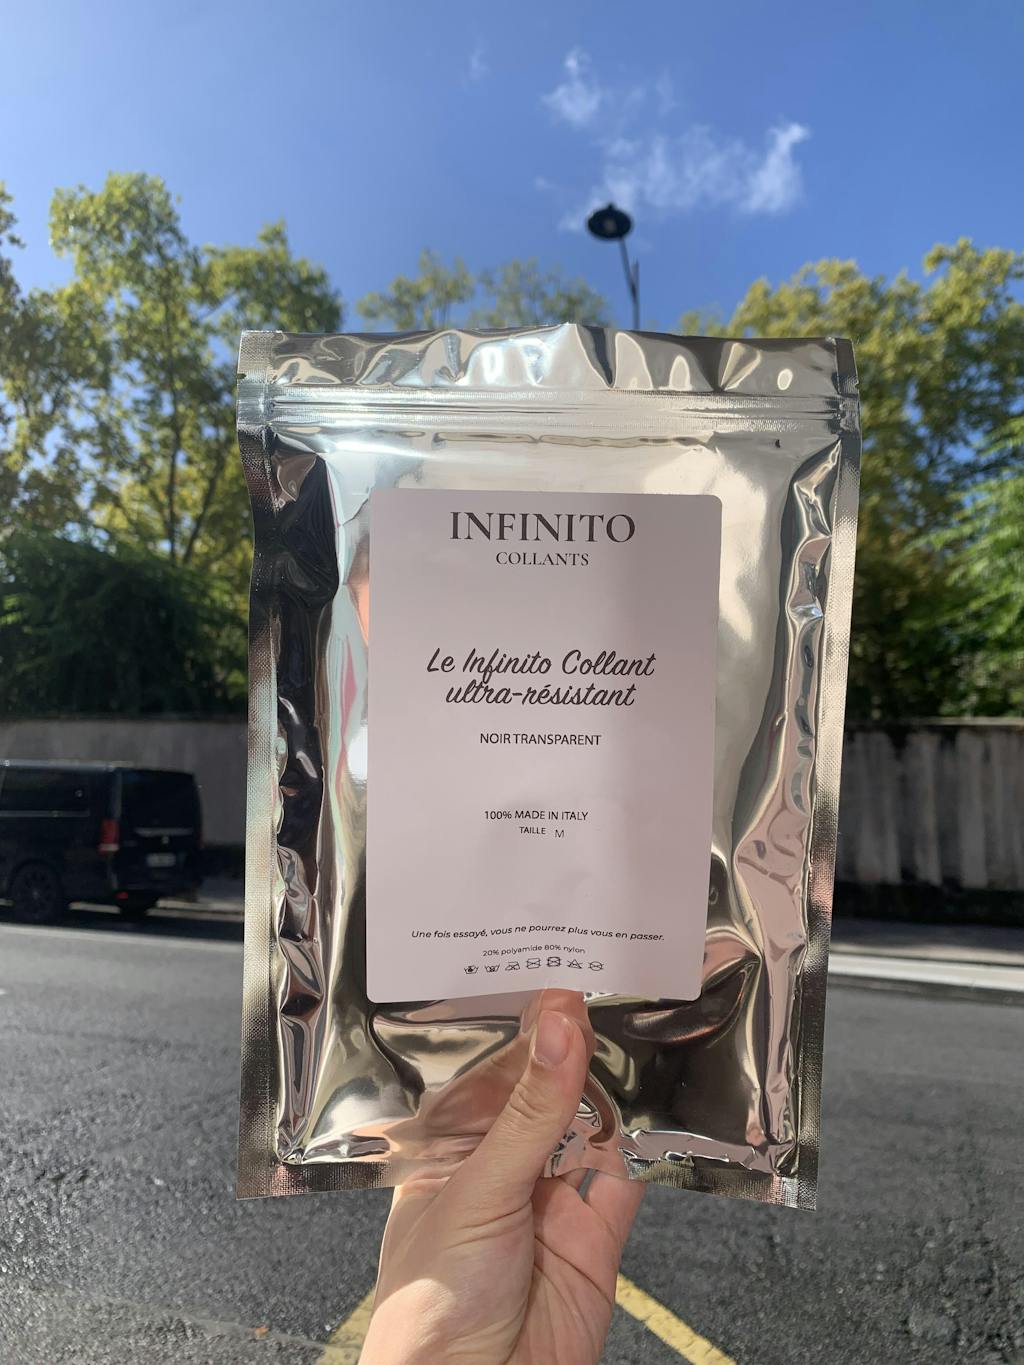 INFINITO
COLLANTS
Le Infinito Collant
ultra-résistant
NOIR TRANSPARENT
100% MADE IN ITALY
TAILLE M
Une fois essayé, vous ne pourrez plus vous en passer.
20% polyamide 80% nylon